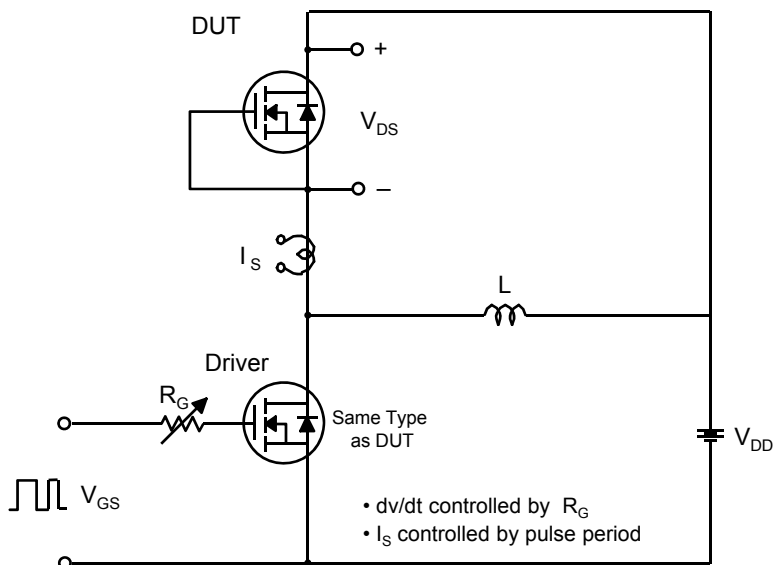 DUT
+
V_DS
–
I_S
L
Driver
R_G
Same Type
as DUT
V_DD
V_GS
• dv/dt controlled by R_G
• I_S controlled by pulse period